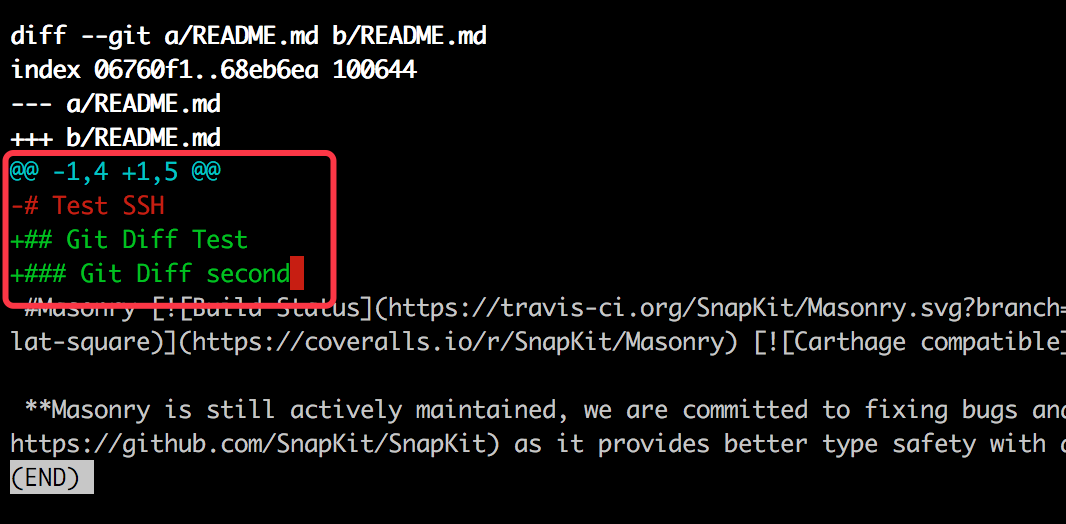 diff --git a/README.md b/README.md
index 06760f1..68eb6ea 100644
--- a/README.md
+++ b/README.md
@@ -1,4 +1,5 @@
-# Test SSH
+## Git Diff Test
+### Git Diff second
#Masonry [![Build Status](https://travis-ci.org/SnapKit/Masonry.svg?branch=
lat-square)](https://coveralls.io/r/SnapKit/Masonry) [![Carthage compatible]
**Masonry is still actively maintained, we are committed to fixing bugs and
https://github.com/SnapKit/SnapKit) as it provides better type safety with a
(END)